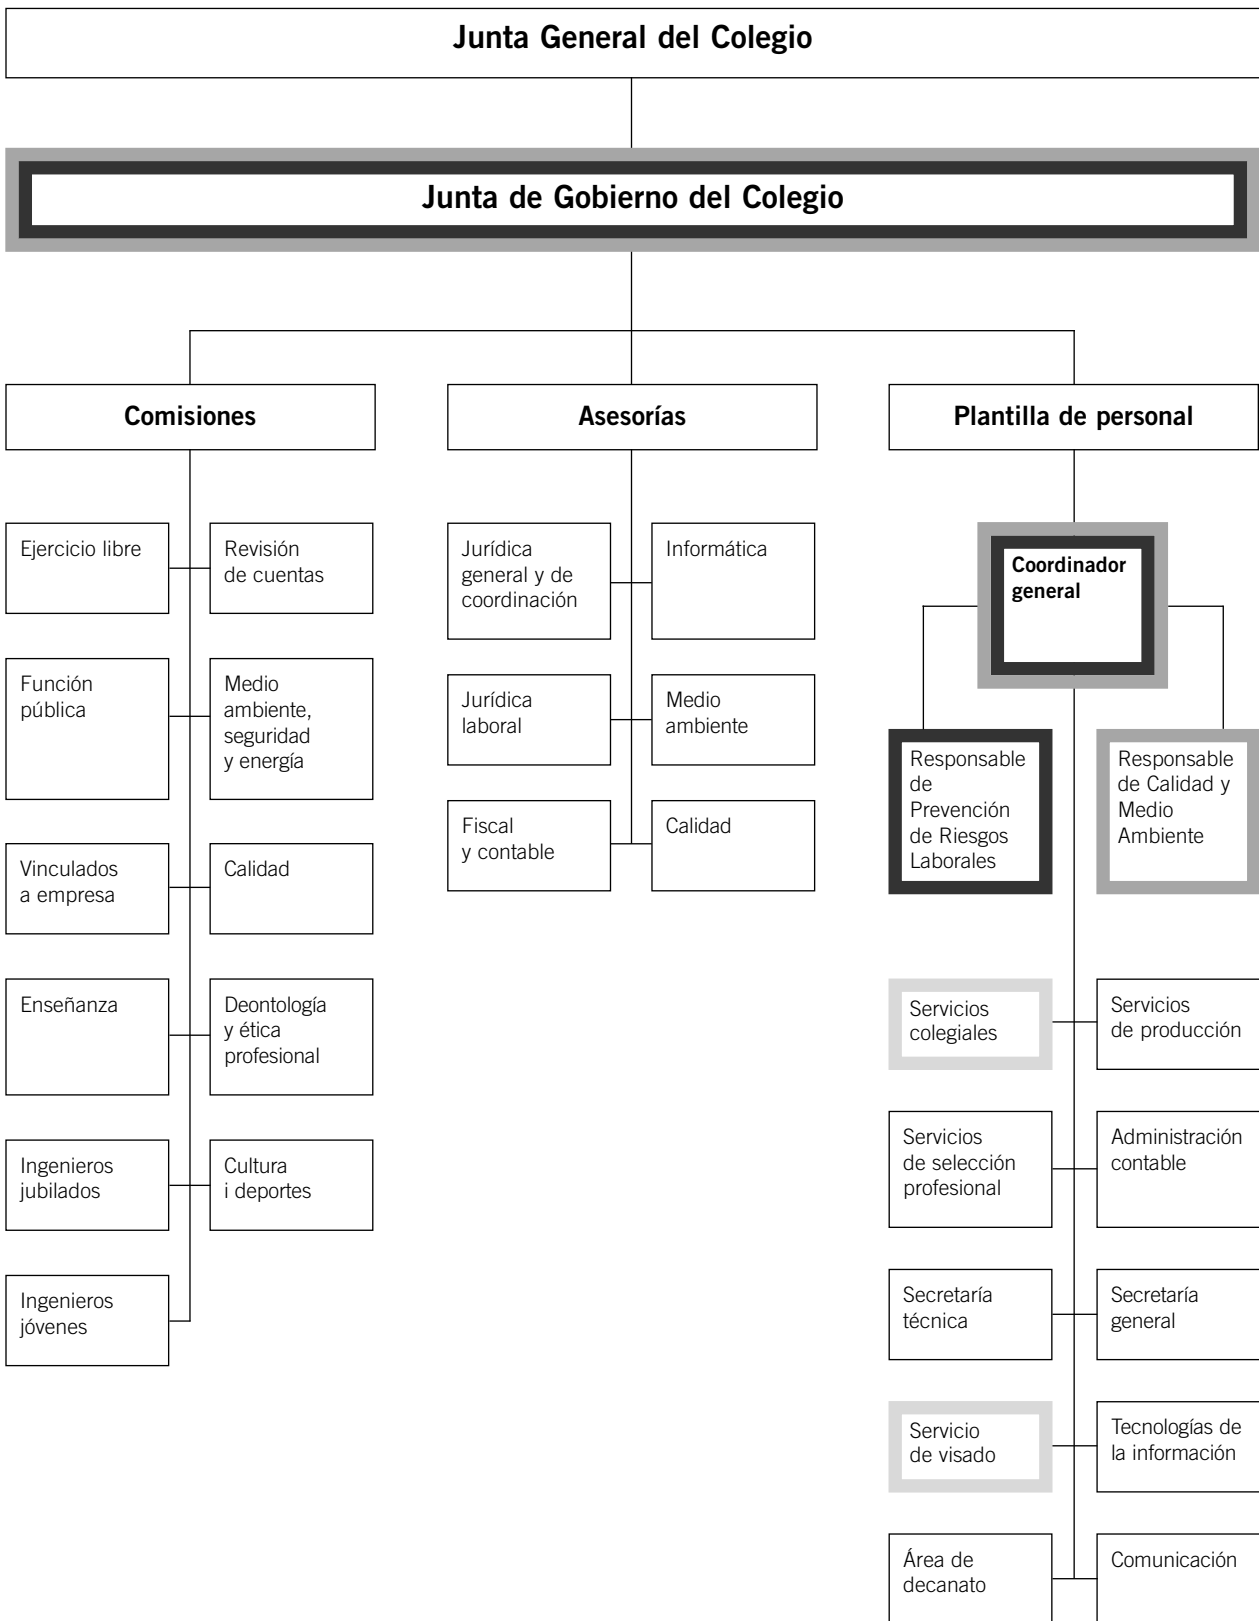 Junta General del Colegio
Junta de Gobierno del Colegio
Comisiones
Ejercicio libre
Revisión
de cuentas
Función
pública
Medio
ambiente,
seguridad
y energía
Vinculados
a empresa
Calidad
Enseñanza
Deontología
y ética
profesional
Ingenieros
jubilados
Cultura
i deportes
Ingenieros
jóvenes
Asesorías
Jurídica
general y de
coordinación
Informática
Jurídica
laboral
Medio
ambiente
Fiscal
y contable
Calidad
Plantilla de personal
Coordinador
general
Responsable
de
Prevención
de Riesgos
Laborales
Responsable
de Calidad y
Medio
Ambiente
Servicios
colegiales
Servicios
de producción
Servicios
de selección
profesional
Administración
contable
Secretaría
técnica
Secretaría
general
Servicio
de visado
Tecnologías de
la información
Área de
decanato
Comunicación